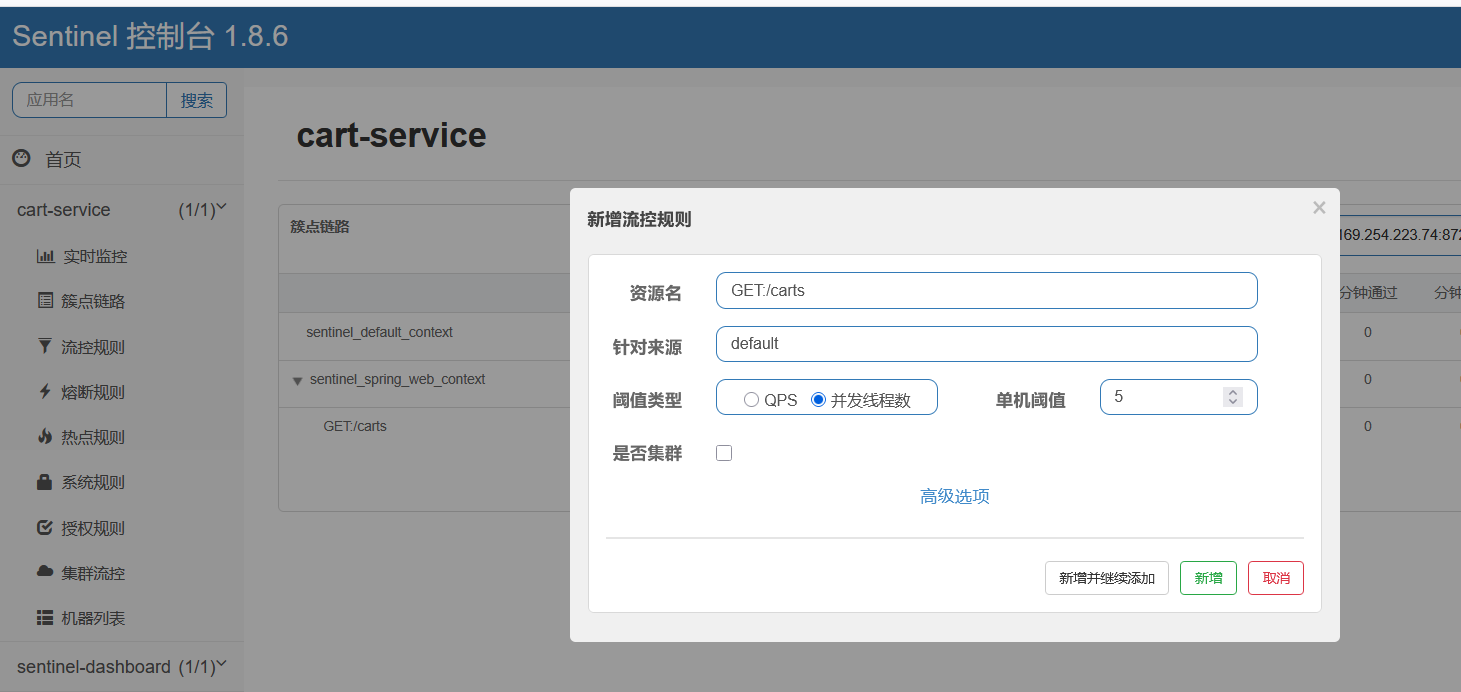 Sentinel 控制台 1.8.6
应用名 搜索
首页
cart-service (1/1)
实时监控
簇点链路
流控规则
熔断规则
热点规则
系统规则
授权规则
集群流控
机器列表
sentinel-dashboard (1/1)
cart-service
簇点链路
169.254.223.74:872
分钟通过 分钟
sentinel_default_context 0
sentinel_spring_web_context 0
GET:/carts 0
新增流控规则 ×
资源名 GET:/carts
针对来源 default
阈值类型 QPS 并发线程数 单机阈值 5
是否集群
高级选项
新增并继续添加 新增 取消